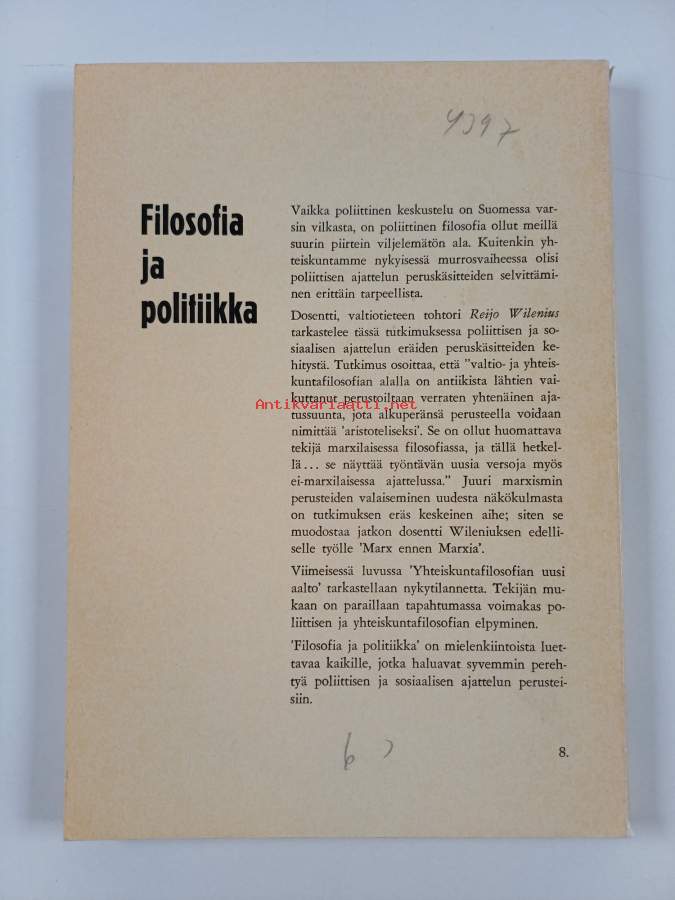 4397
Filosofia
ja
politiikka
Vaikka poliittinen keskustelu on Suomessa var-
sin vilkasta, on poliittinen filosofia ollut meillä
suurin piirtein viljelemätön ala. Kuitenkin yh-
teiskuntamme nykyisessä murrosvaiheessa olisi
poliittisen ajattelun peruskäsitteiden selvittämi-
nen erittäin tarpeellista.
Dosentti, valtiotieteen tohtori Reijo Wilenius
tarkastelee tässä tutkimuksessa poliittisen ja so-
siaalisen ajattelun eräiden peruskäsitteiden ke-
hitystä. Tutkimus osoittaa, että ”valtio- ja yhteis-
kuntafilosofian alalla on antiikista lähtien vai-
kuttanut perustoiltaan verraten yhtenäinen aja-
tussuunta, jota alkuperänsä perusteella voidaan
nimittää 'aristoteliseksi'. Se on ollut huomattava
tekijä marxilaisessa filosofiassa, ja tällä hetkel-
lä... se näyttää työntävän uusia versoja myös
ei-marxilaisessa ajattelussa.” Juuri marxismin
perusteiden valaiseminen uudesta näkökulmasta
on tutkimuksen eräs keskeinen aihe; siten se
muodostaa jatkon dosentti Wileniuksen edelli-
selle työlle 'Marx ennen Marxia'.
Viimeisessä luvussa 'Yhteiskuntafilosofian uusi
aalto' tarkastellaan nykytilannetta. Tekijän mu-
kaan on paraillaan tapahtumassa voimakas po-
liittisen ja yhteiskuntafilosofian elpyminen.
'Filosofia ja politiikka' on mielenkiintoista luet-
tavaa kaikille, jotka haluavat syvemmin pereh-
tyä poliittisen ja sosiaalisen ajattelun perustei-
siin.
8.
Antikvariaatti.net